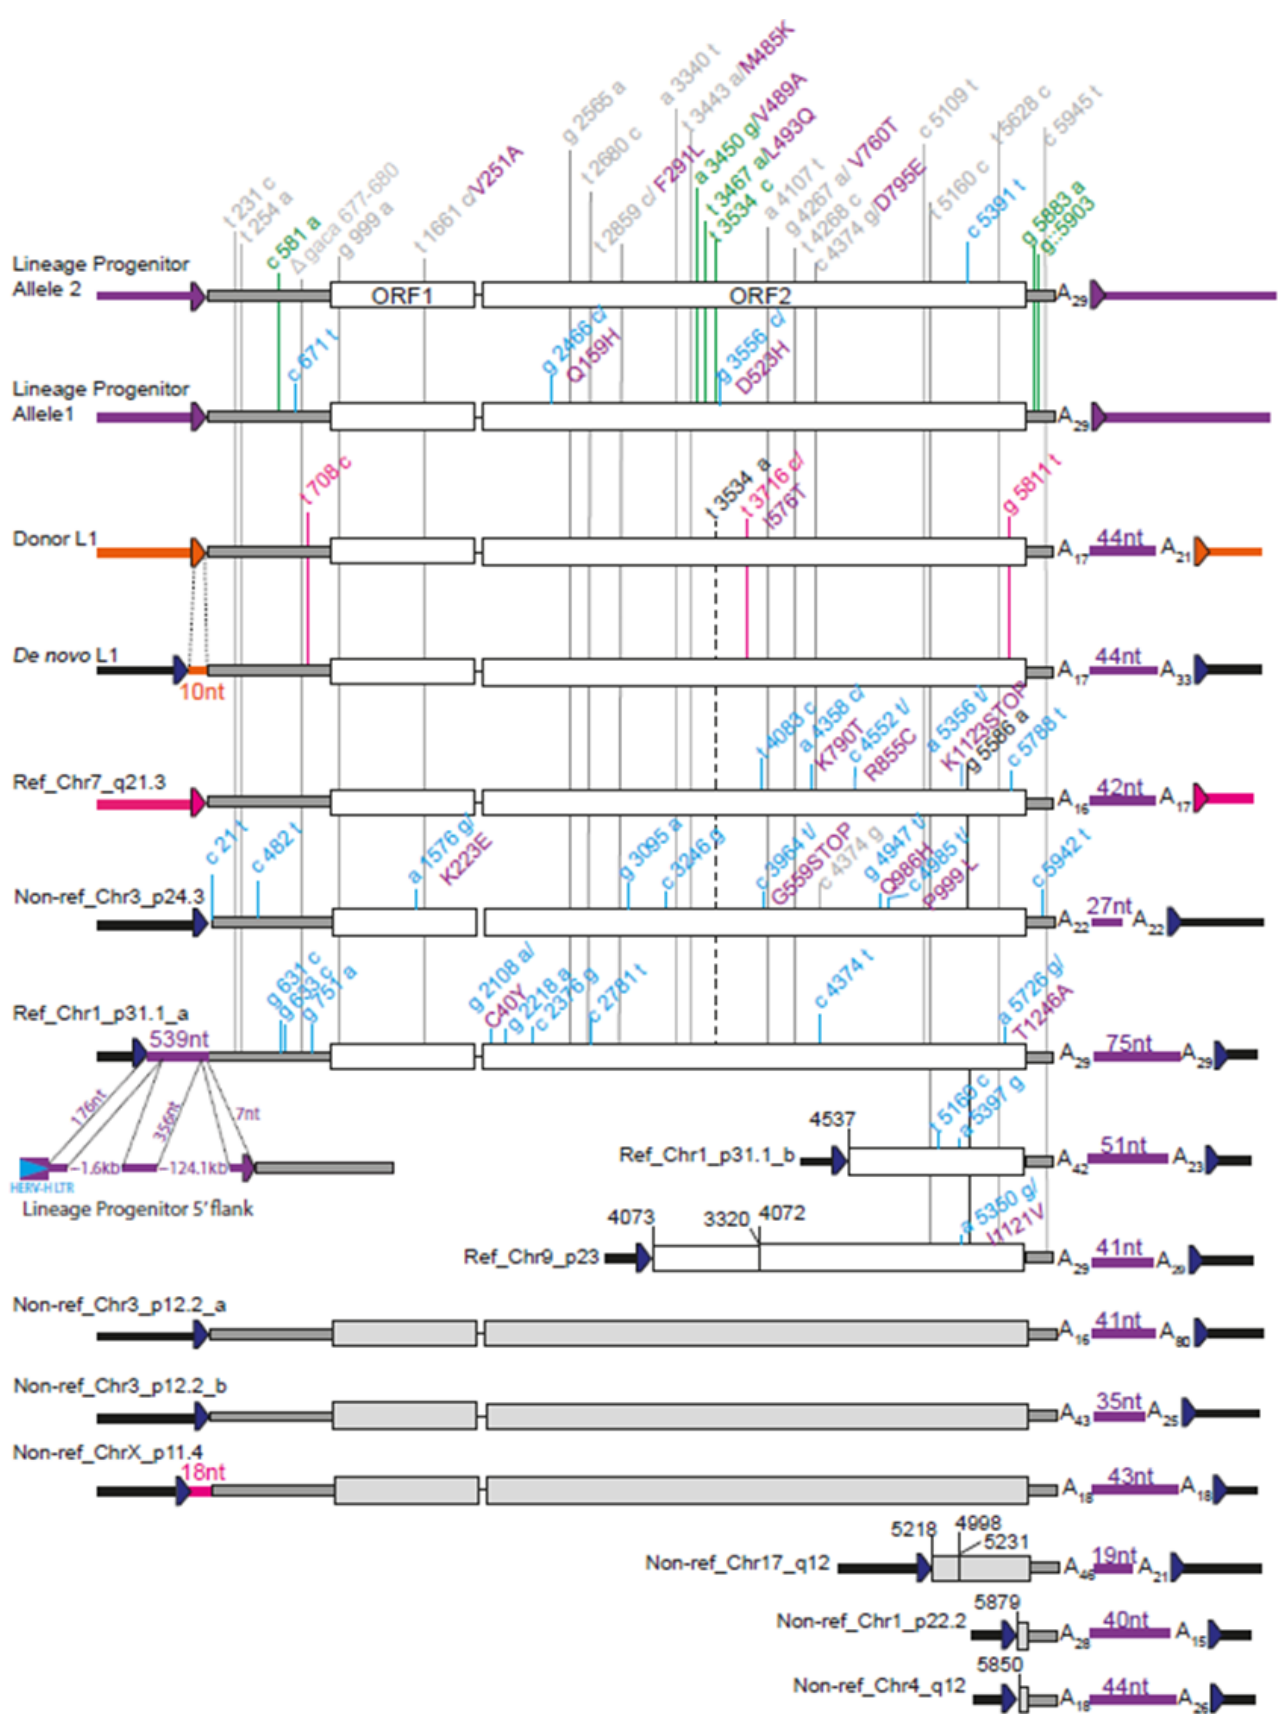 t 231 c
t 254 a
c 581 a
Δ gaca 677-680
g 999 a
t 1661 c/V251A
g 2565 a
t 2680 c
t 2859 c/ F291L
a 3340 t
t 3443 a/M485K
a 3450 g/V489A
t 3467 a/L493Q
t 3534 c
a 4107 t
g 4267 a/ V760T
t 4268 c
c 4374 g/D795E
c 5109 t
t 5160 c
c 5391 t
t 5628 c
c 5945 t
g 5883 a
g::5903
Lineage Progenitor
Allele 2
ORF1
ORF2
A29
c 671 t
g 2466 c/
Q159H
g 3556 c/
D523H
Lineage Progenitor
Allele1
A29
t 708 c
t 3534 a
t 3716 c/
I576T
g 5811 t
Donor L1
A17
44nt
A21
De novo L1
10nt
A17
44nt
A33
t 4083 c
a 4358 c/
K790T
c 4552 t/
R855C
a 5356 t/
K1123STOP
g 5586 a
c 5788 t
Ref_Chr7_q21.3
A16
42nt
A17
c 21 t
c 482 t
a 1576 g/
K223E
g 3095 a
c 3246 g
c 3964 t/
G559STOP
c 4374 g
g 4947 t/
Q986H
c 4985 t/
P999 L
c 5942 t
Non-ref_Chr3_p24.3
A22
27nt
A22
g 631 c
g 633 c
g 751 a
g 2108 a/
C40Y
g 2218 a
c 2376 g
c 2781 t
c 4374 t
a 5726 g/
T1246A
Ref_Chr1_p31.1_a
539nt
A29
75nt
A29
176nt
356nt
7nt
~1.6kb
~124.1kb
HERV-H LTR
Lineage Progenitor 5' flank
t 5169 c
a 5397 g
4537
Ref_Chr1_p31.1_b
A42
51nt
A23
a 5350 g/
I1121V
4073
3320
4072
Ref_Chr9_p23
A29
41nt
A29
Non-ref_Chr3_p12.2_a
A16
41nt
A80
Non-ref_Chr3_p12.2_b
A43
35nt
A25
Non-ref_ChrX_p11.4
18nt
A18
43nt
A18
5218
4998
5231
Non-ref_Chr17_q12
A46
19nt
A21
5879
Non-ref_Chr1_p22.2
A28
40nt
A15
5850
Non-ref_Chr4_q12
A18
44nt
A26